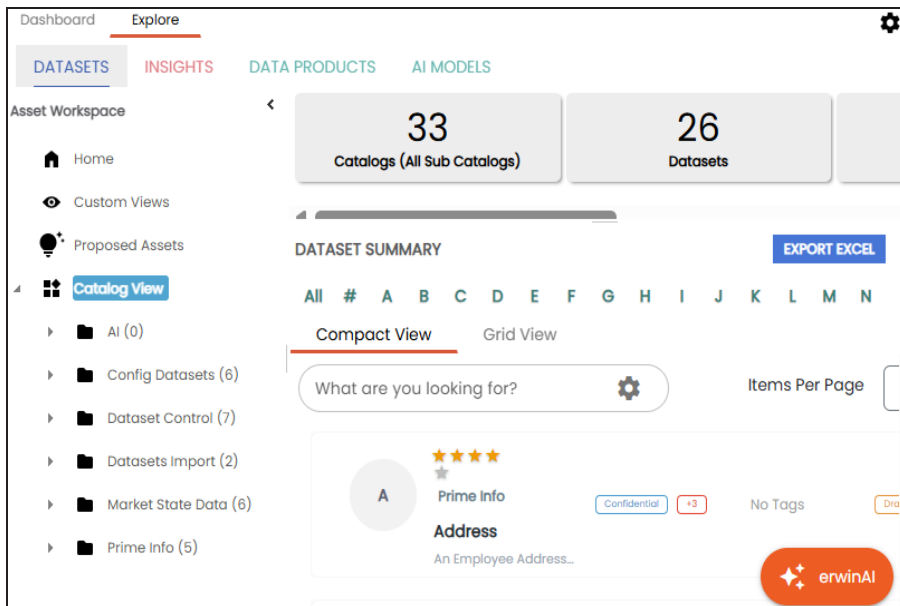 Dashboard Explore
DATASETS INSIGHTS DATA PRODUCTS AI MODELS
Asset Workspace
Home
Custom Views
Proposed Assets
Catalog View
AI (0)
Config Datasets (6)
Dataset Control (7)
Datasets Import (2)
Market State Data (6)
Prime Info (5)
33
Catalogs (All Sub Catalogs)
26
Datasets
DATASET SUMMARY EXPORT EXCEL
All # A B C D E F G H I J K L M N
Compact View Grid View
What are you looking for? Items Per Page
A
Prime Info Confidential +3 No Tags Dra
Address
An Employee Address...
erwinAI